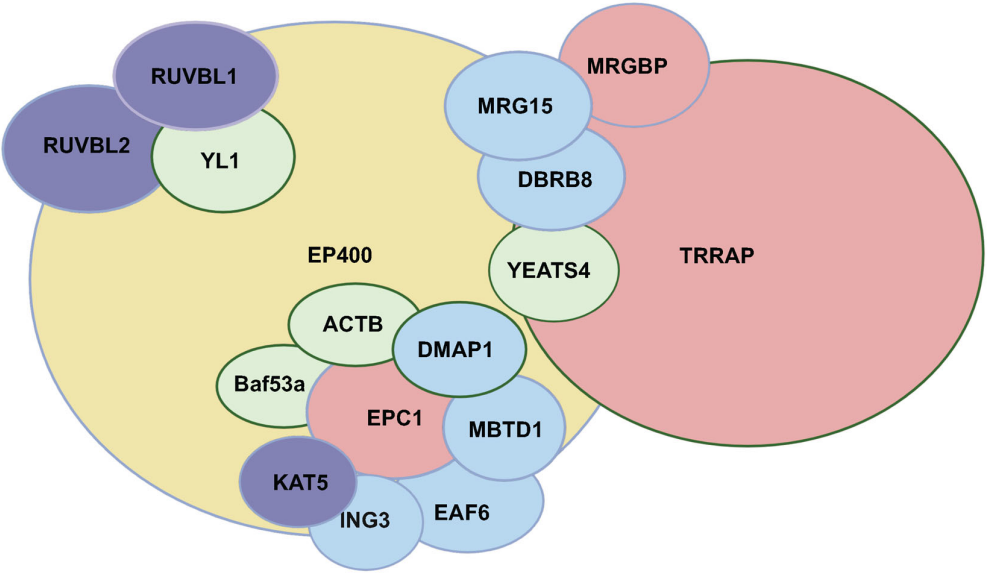 RUVBL1
RUVBL2
YL1
MRGBP
MRG15
DBRB8
EP400
YEATS4
TRRAP
ACTB
DMAP1
Baf53a
EPC1
MBTD1
KAT5
ING3
EAF6